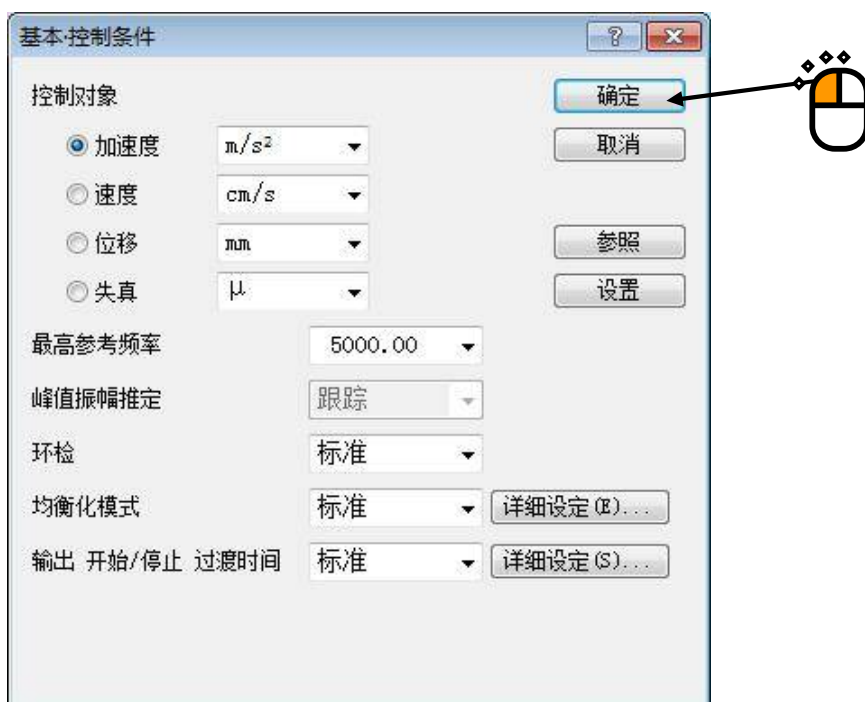 基本·控制条件
控制对象 确定
加速度 m/s² 取消
速度 cm/s
位移 mm 参照
失真 μ 设置
最高参考频率 5000.00
峰值振幅推定 跟踪
环检 标准
均衡化模式 标准 详细设定(E)...
输出 开始/停止 过渡时间 标准 详细设定(S)...